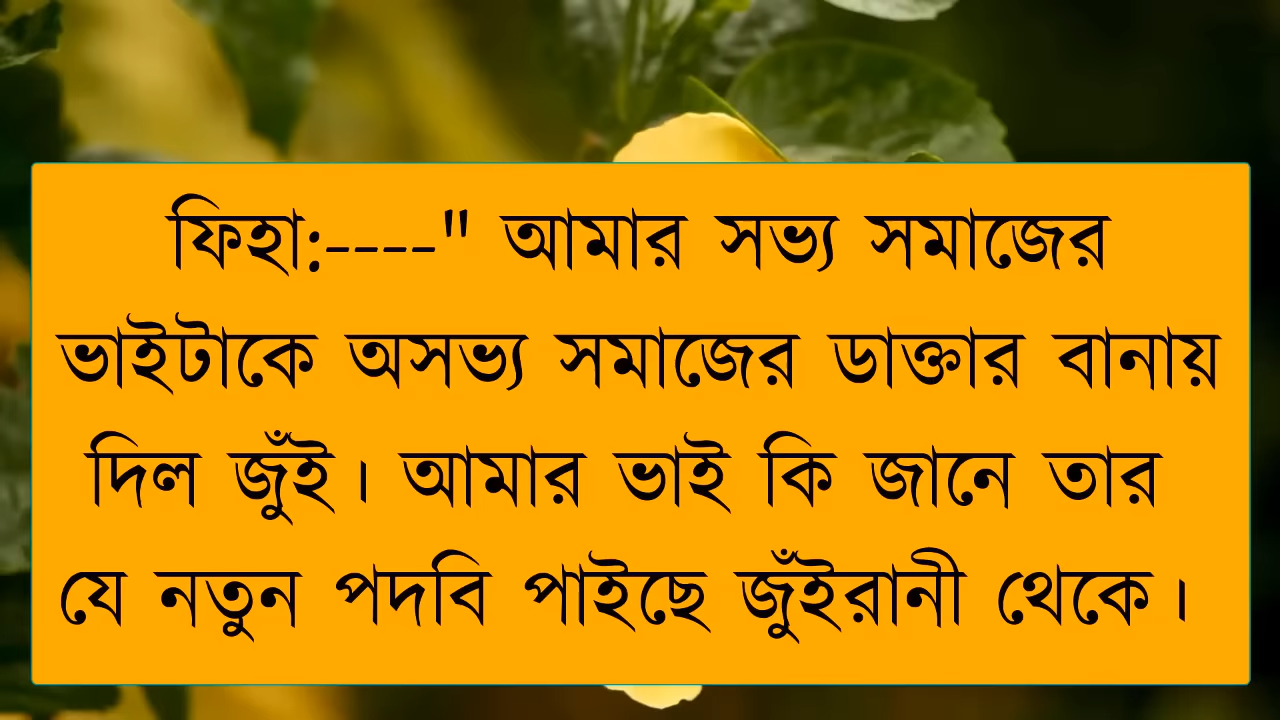 ফিহা:----" আমার সভ্য সমাজের
ভাইটাকে অসভ্য সমাজের ডাক্তার বানায়
দিল জুঁই। আমার ভাই কি জানে তার
যে নতুন পদবি পাইছে জুঁইরানী থেকে।